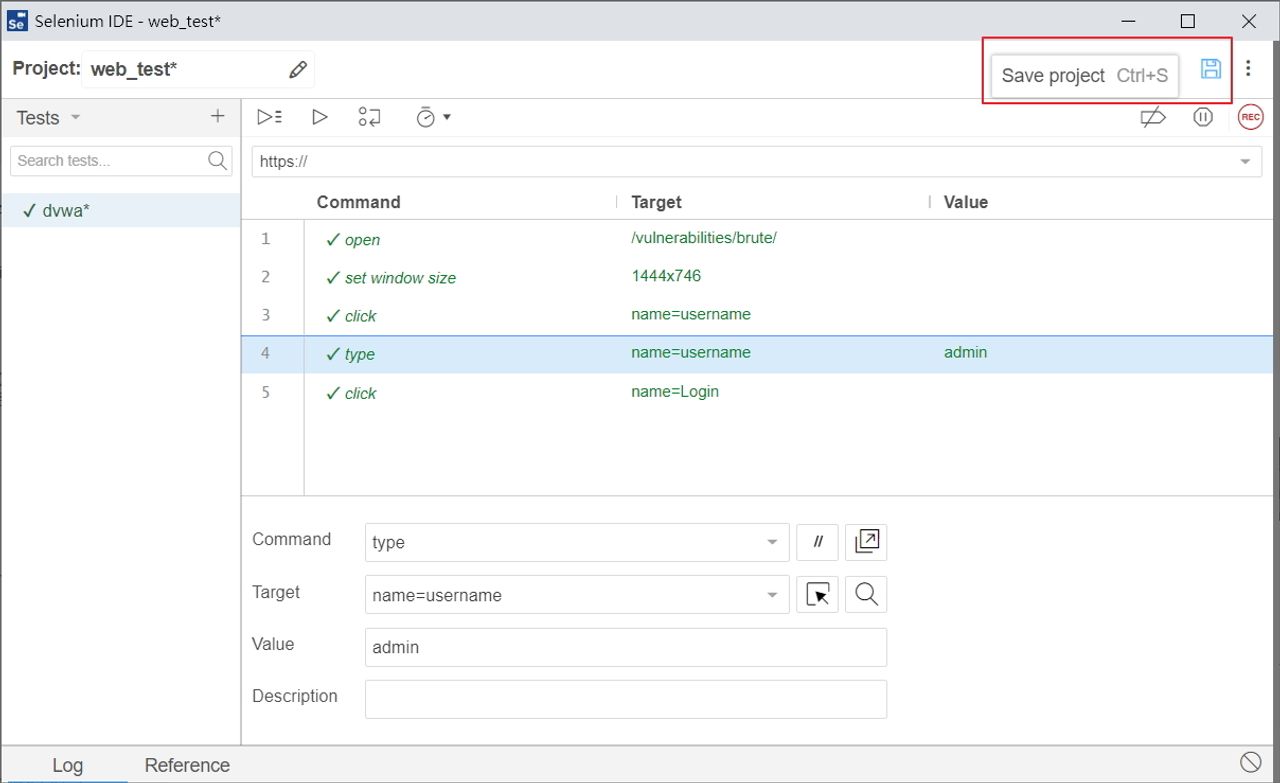 Se Selenium IDE - web_test*
Project: web_test*
Save project Ctrl+S
Tests
REC
Search tests...
https://
✓ dvwa*
Command Target Value
1 ✓ open /vulnerabilities/brute/
2 ✓ set window size 1444x746
3 ✓ click name=username
4 ✓ type name=username admin
5 ✓ click name=Login
Command type //
Target name=username
Value admin
Description
Log Reference